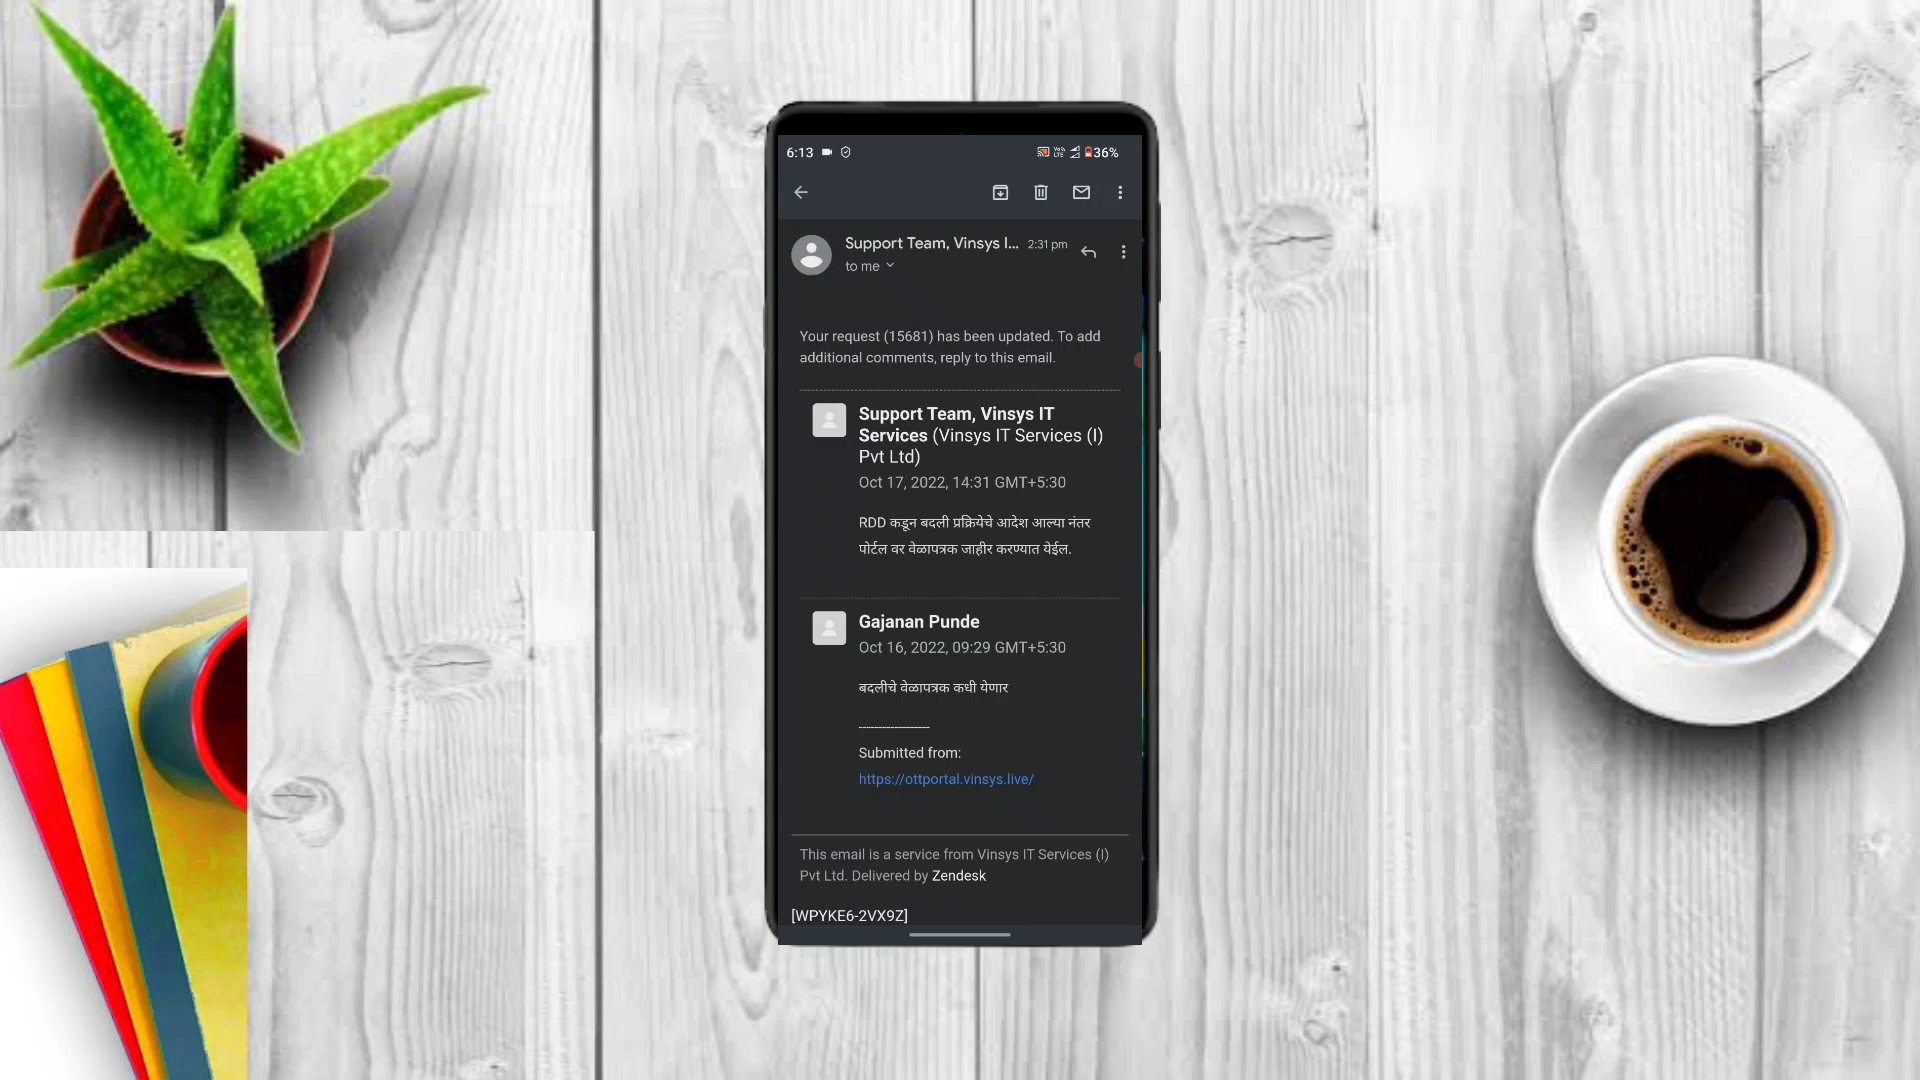 6:13
Vo))
LTE
36%
Support Team, Vinsys I... 2:31 pm
to me
Your request (15681) has been updated. To add
additional comments, reply to this email.
Support Team, Vinsys IT
Services (Vinsys IT Services (I)
Pvt Ltd)
Oct 17, 2022, 14:31 GMT+5:30
RDD कडून बदली प्रक्रियेचे आदेश आल्या नंतर
पोर्टल वर वेळापत्रक जाहीर करण्यात येईल.
Gajanan Punde
Oct 16, 2022, 09:29 GMT+5:30
बदलीचे वेळापत्रक कधी येणार
------------------
Submitted from:
https://ottportal.vinsys.live/
This email is a service from Vinsys IT Services (I)
Pvt Ltd. Delivered by Zendesk
[WPYKE6-2VX9Z]